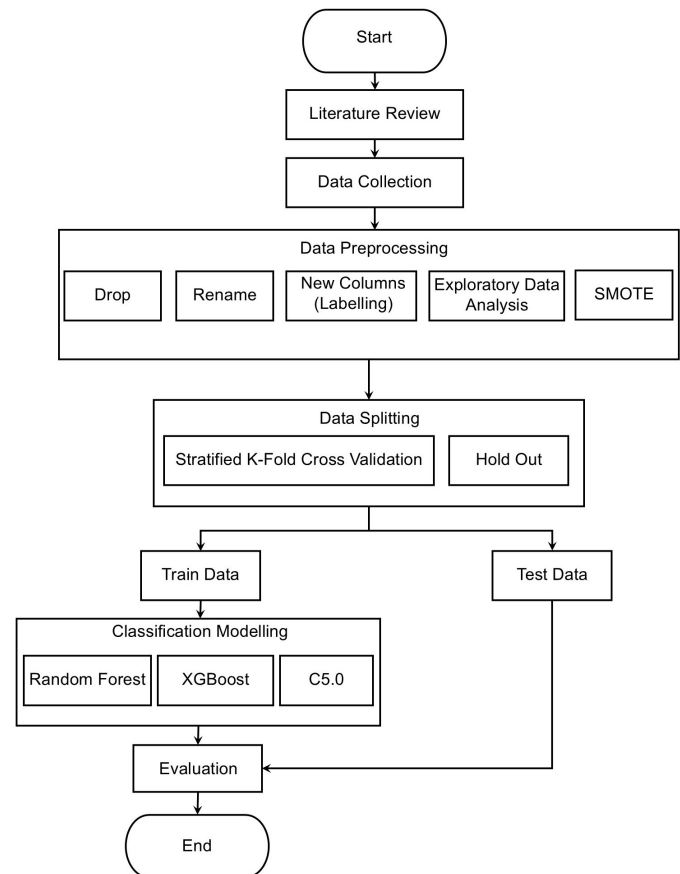 Start
Literature Review
Data Collection
Data Preprocessing
Drop
Rename
New Columns
(Labelling)
Exploratory Data
Analysis
SMOTE
Data Splitting
Stratified K-Fold Cross Validation
Hold Out
Train Data
Test Data
Classification Modelling
Random Forest
XGBoost
C5.0
Evaluation
End